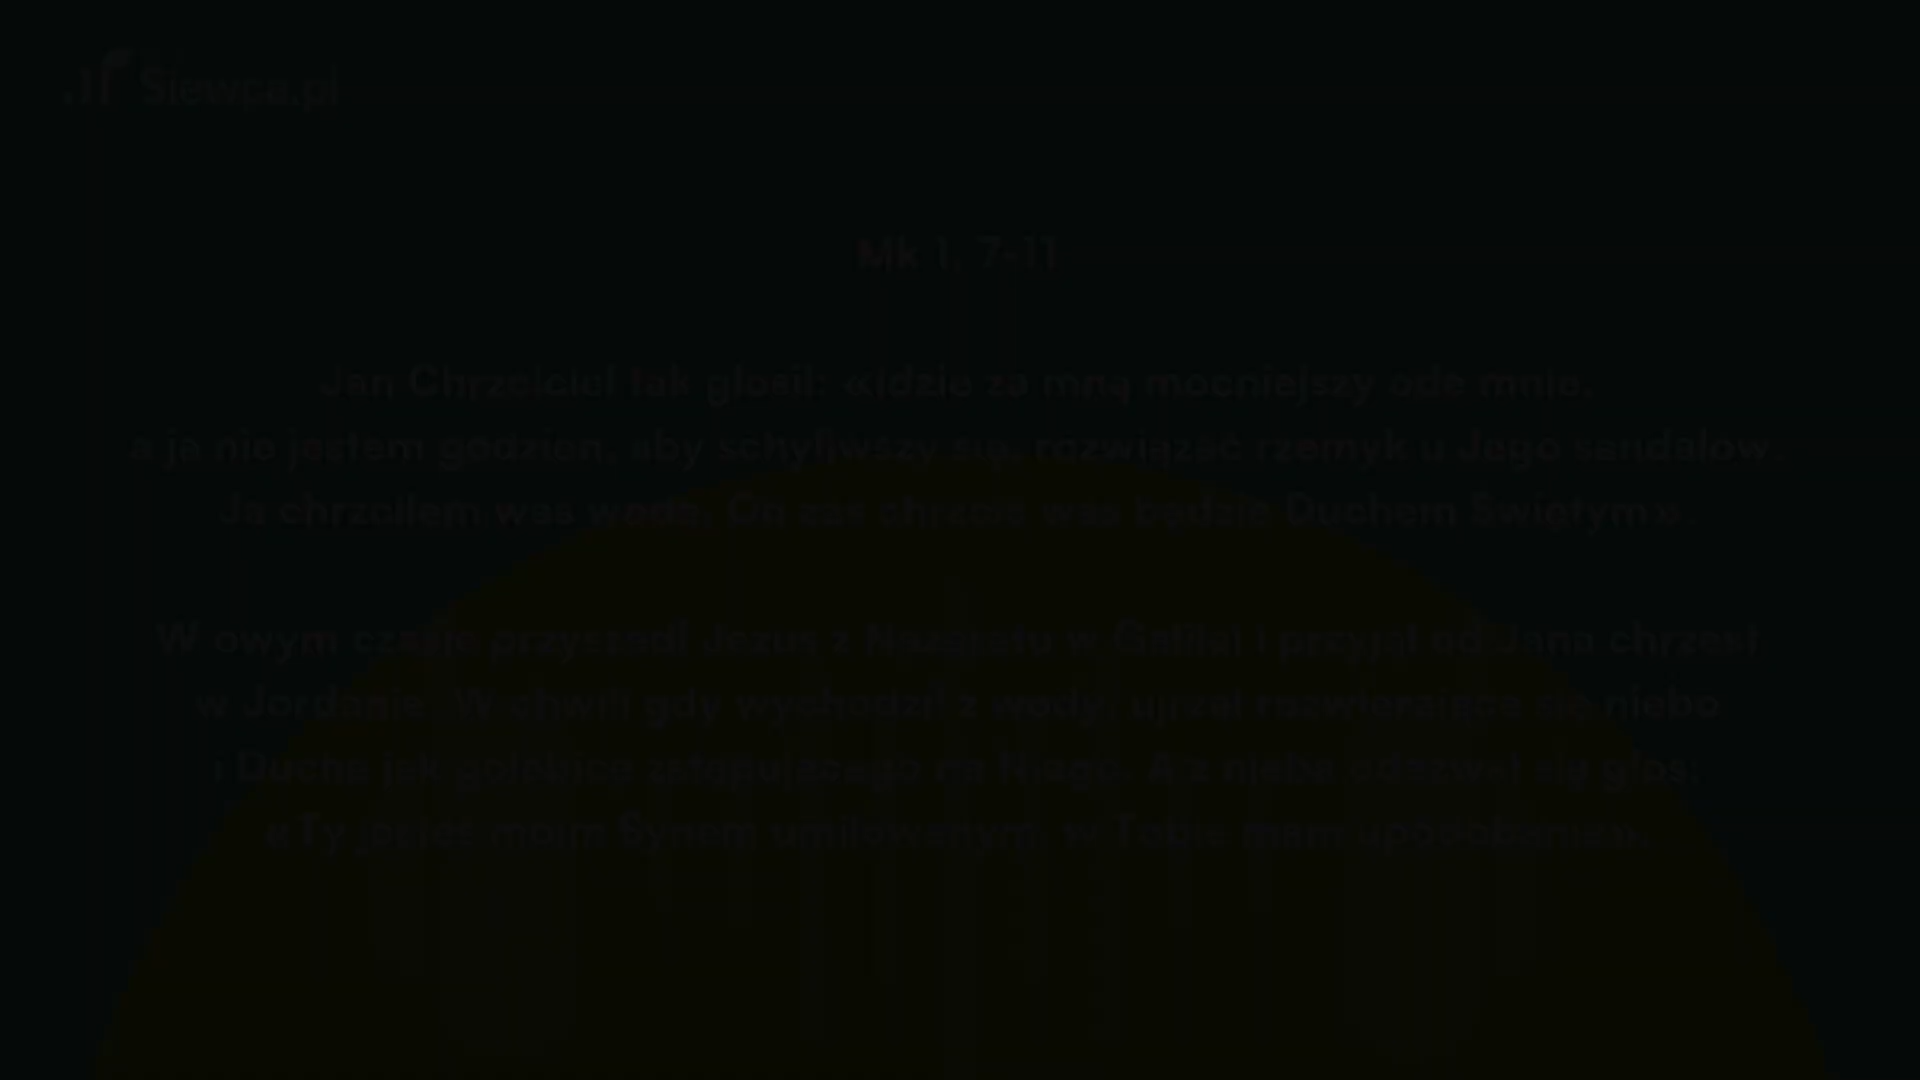 Siewca.pl
Mk 1, 7-11
Jan Chrzciciel tak głosił: «Idzie za mną mocniejszy ode mnie,
a ja nie jestem godzien, aby schyliwszy się, rozwiązać rzemyk u Jego sandałów.
Ja chrzciłem was wodą, On zaś chrzcić was będzie Duchem Świętym».
W owym czasie przyszedł Jezus z Nazaretu w Galilei i przyjął od Jana chrzest
w Jordanie. W chwili gdy wychodził z wody, ujrzał rozwierające się niebo
i Ducha jak gołębicę zstępującego na Niego. A z nieba odezwał się głos:
«Ty jesteś moim Synem umiłowanym, w Tobie mam upodobanie».